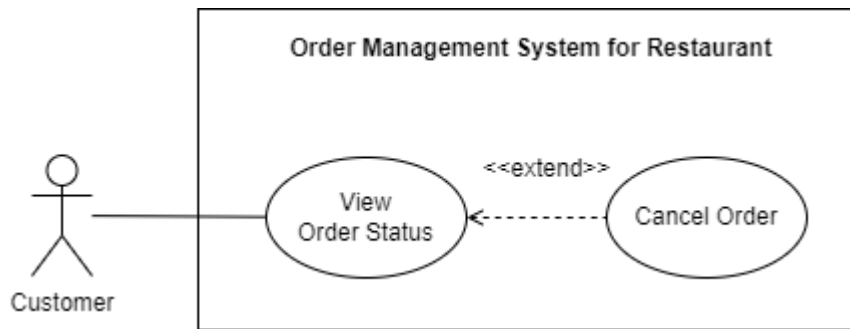 Order Management System for Restaurant
<<extend>>
View
Order Status
Cancel Order
Customer